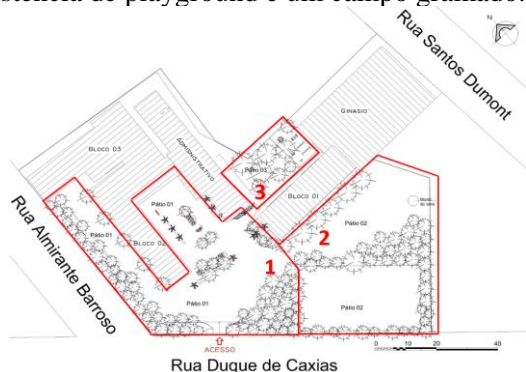 stência de playground e um campo gramado.
N
Rua Santos Dumont
GINASIO
BLOCO 03
ADMINISTRATIVO
Pátio 03
3
BLOCO 01
Pátio 01
Pátio 01
Pátio 02
2
BLOCO 02
1
Rua Almirante Barroso
Pátio 01
Pátio 02
ACESSO
0 10 20 40
Rua Duque de Caxias